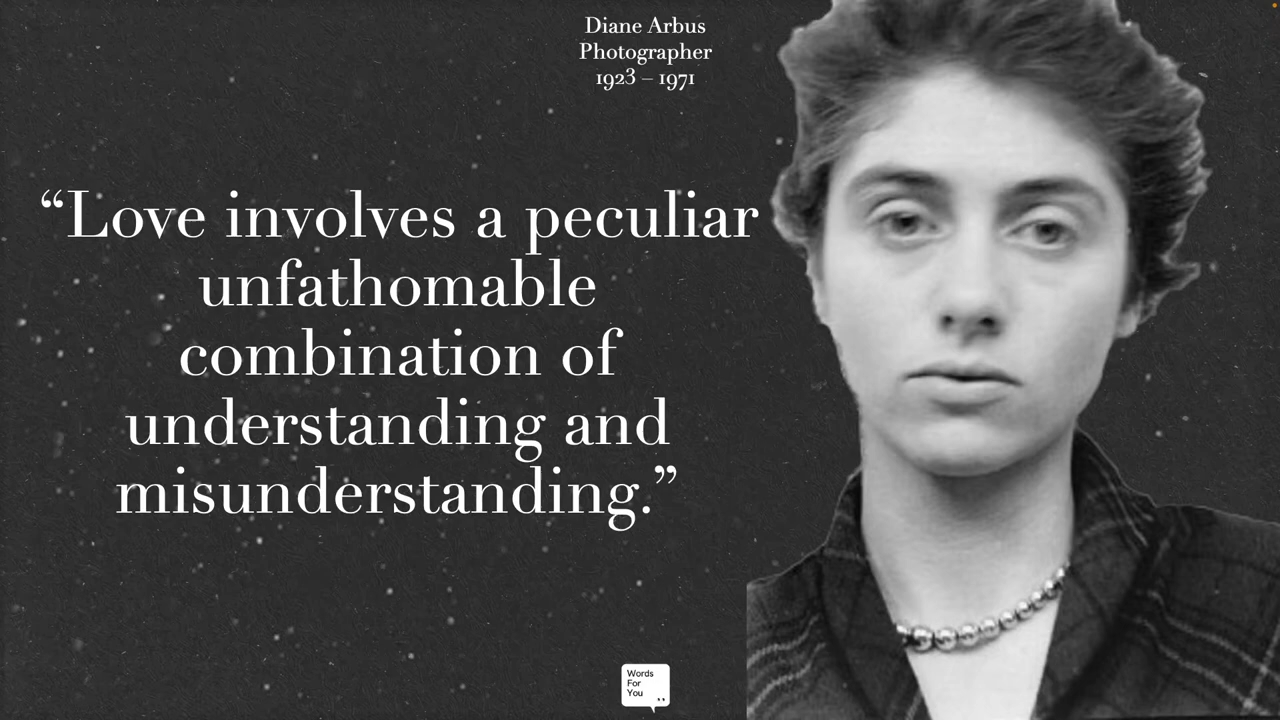 Diane Arbus
Photographer
1923 – 1971
“Love involves a peculiar
unfathomable
combination of
understanding and
misunderstanding.”
Words
For
You